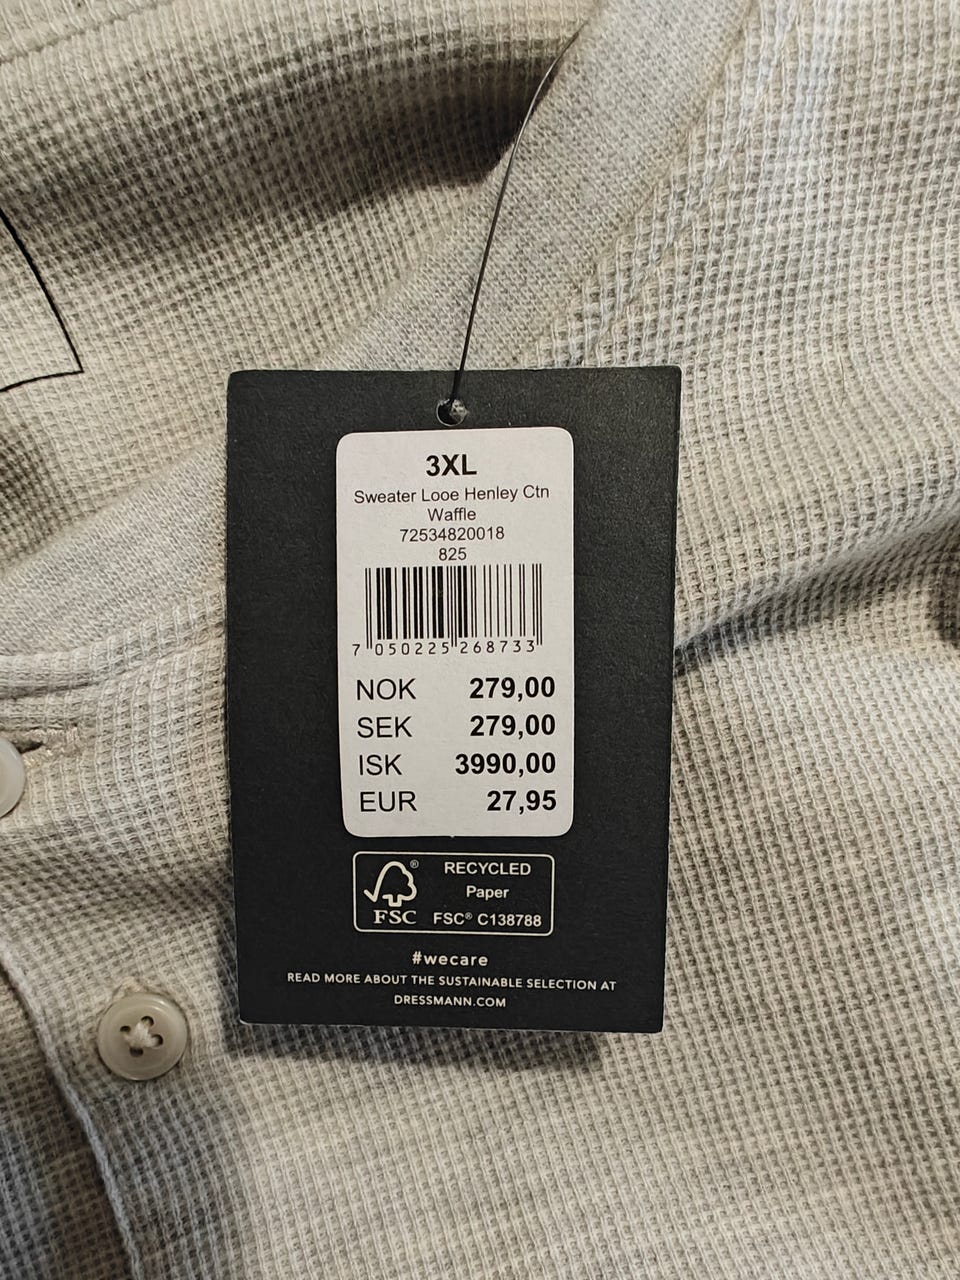 3XL
Sweater Looe Henley Ctn
Waffle
72534820018
825
7 050225 268733
NOK 279,00
SEK 279,00
ISK 3990,00
EUR 27,95
® RECYCLED
Paper
FSC FSC® C138788
#wecare
READ MORE ABOUT THE SUSTAINABLE SELECTION AT
DRESSMANN.COM